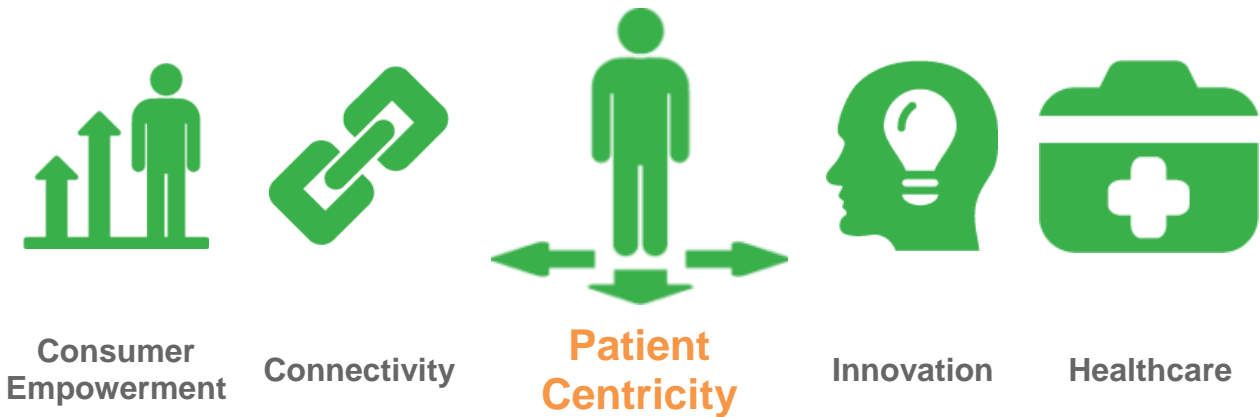 Consumer
Empowerment
Connectivity
Patient
Centricity
Innovation
Healthcare